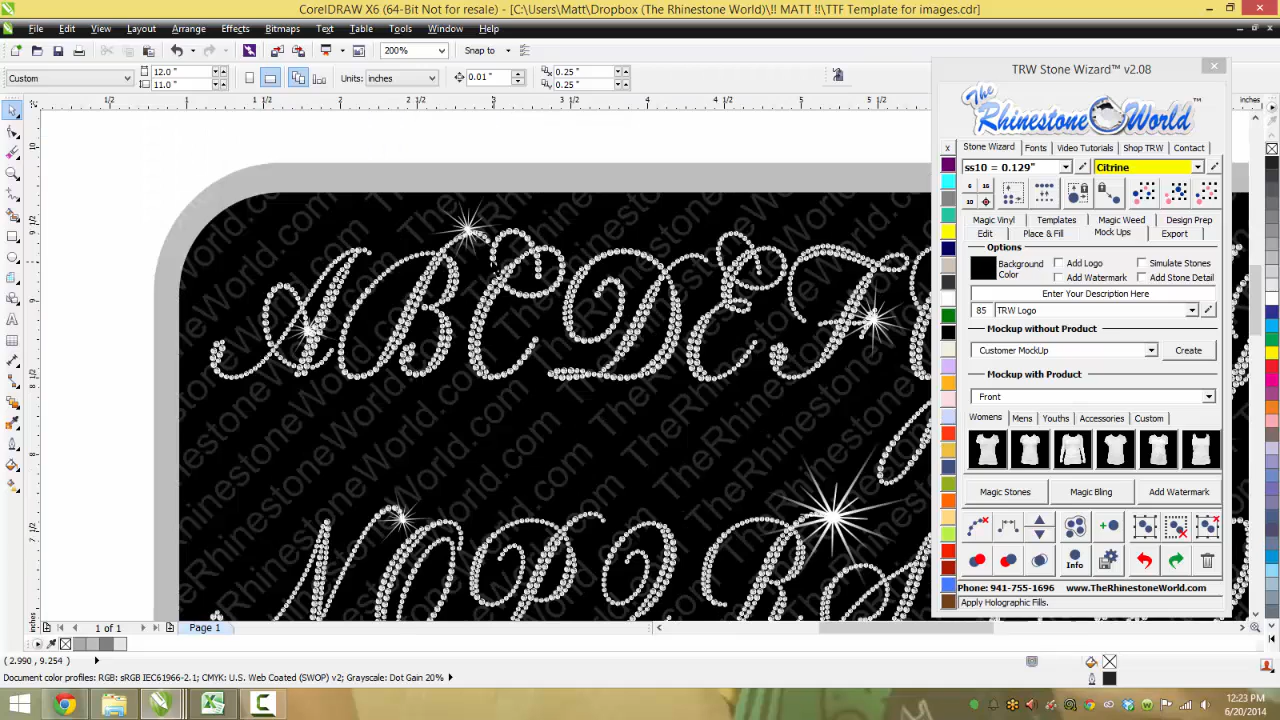 CorelDRAW X6 (64-Bit Not for resale) - [C:\Users\Matt\Dropbox (The Rhinestone World)\!! MATT !!\TTF Template for images.cdr]
File Edit View Layout Arrange Effects Bitmaps Text Table Tools Window Help
200% Snap to
Custom 12.0 " 11.0 " Units: inches 0.01 " 0.25 " 0.25 "
TRW Stone Wizard™ v2.08
The Rhinestone World™
x Stone Wizard Fonts Video Tutorials Shop TRW Contact
ss10 = 0.129" Citrine
Magic Vinyl Templates Magic Weed Design Prep
Edit Place & Fill Mock Ups Export
Options
Background Color Add Logo Simulate Stones
Add Watermark Add Stone Detail
Enter Your Description Here
85 TRW Logo
Mockup without Product
Customer MockUp Create
Mockup with Product
Front
Womens Mens Youths Accessories Custom
Magic Stones Magic Bling Add Watermark
Info
Phone: 941-755-1696 www.TheRhinestoneWorld.com
Apply Holographic Fills.
A B C D E F
N O P Q R
TheRhinestoneWorld.com
inches
1 of 1 Page 1
(2.990 , 9.254)
Document color profiles: RGB: sRGB IEC61966-2.1; CMYK: U.S. Web Coated (SWOP) v2; Grayscale: Dot Gain 20%
12:23 PM
6/20/2014